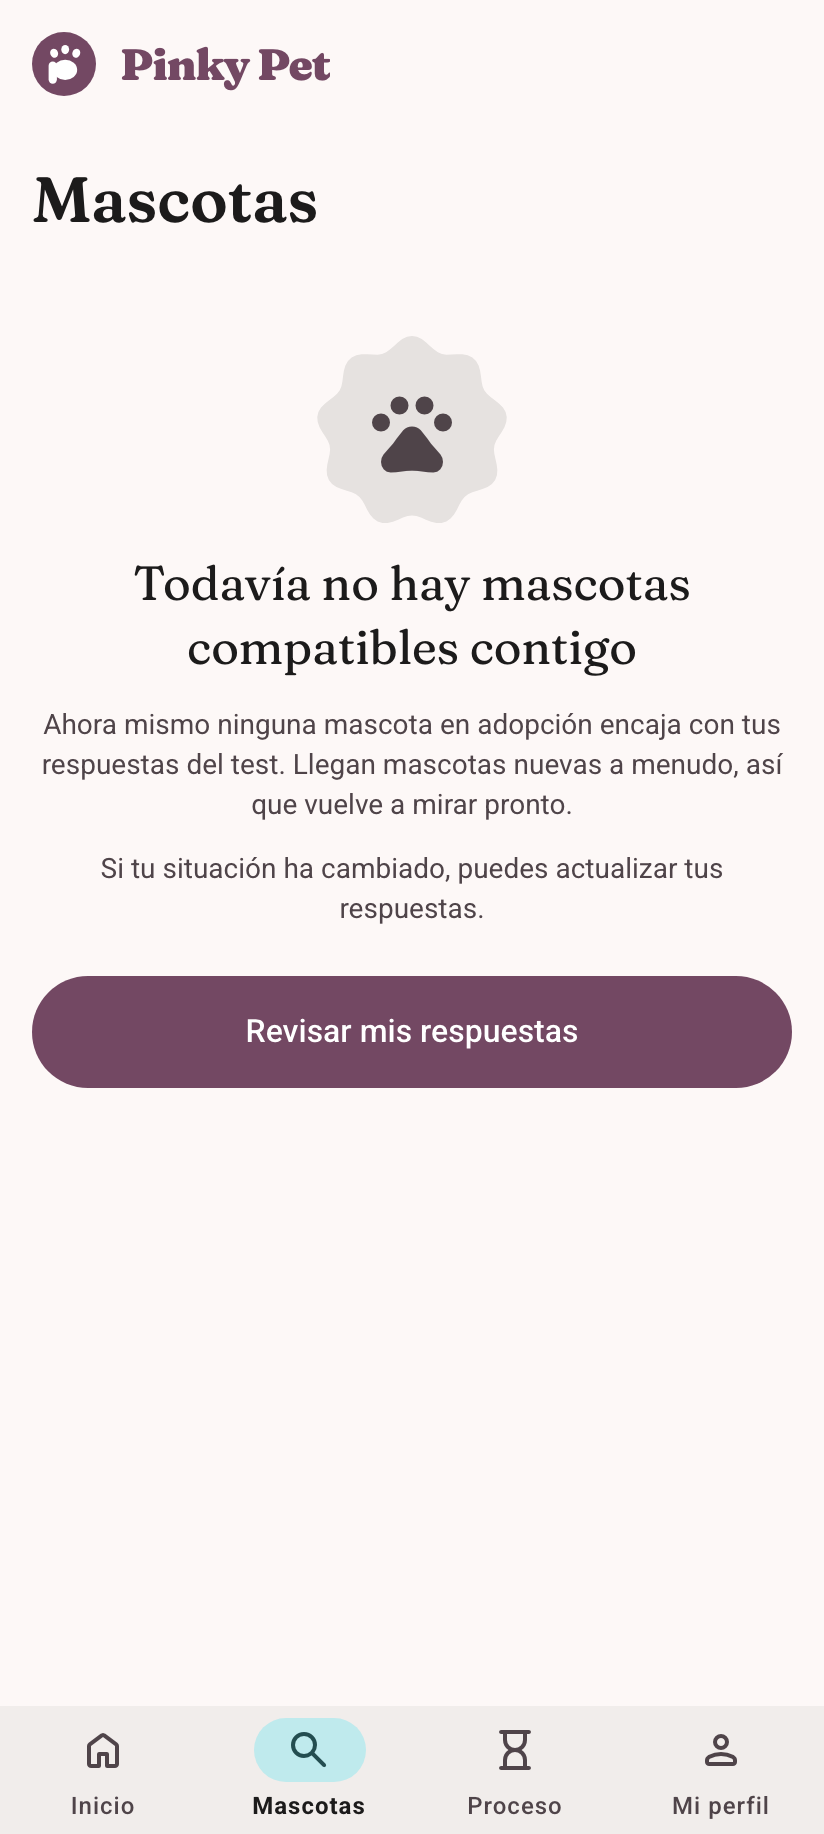 Pinky Pet
Mascotas
Todavía no hay mascotas
compatibles contigo
Ahora mismo ninguna mascota en adopción encaja con tus
respuestas del test. Llegan mascotas nuevas a menudo, así
que vuelve a mirar pronto.
Si tu situación ha cambiado, puedes actualizar tus
respuestas.
Revisar mis respuestas
Inicio
Mascotas
Proceso
Mi perfil